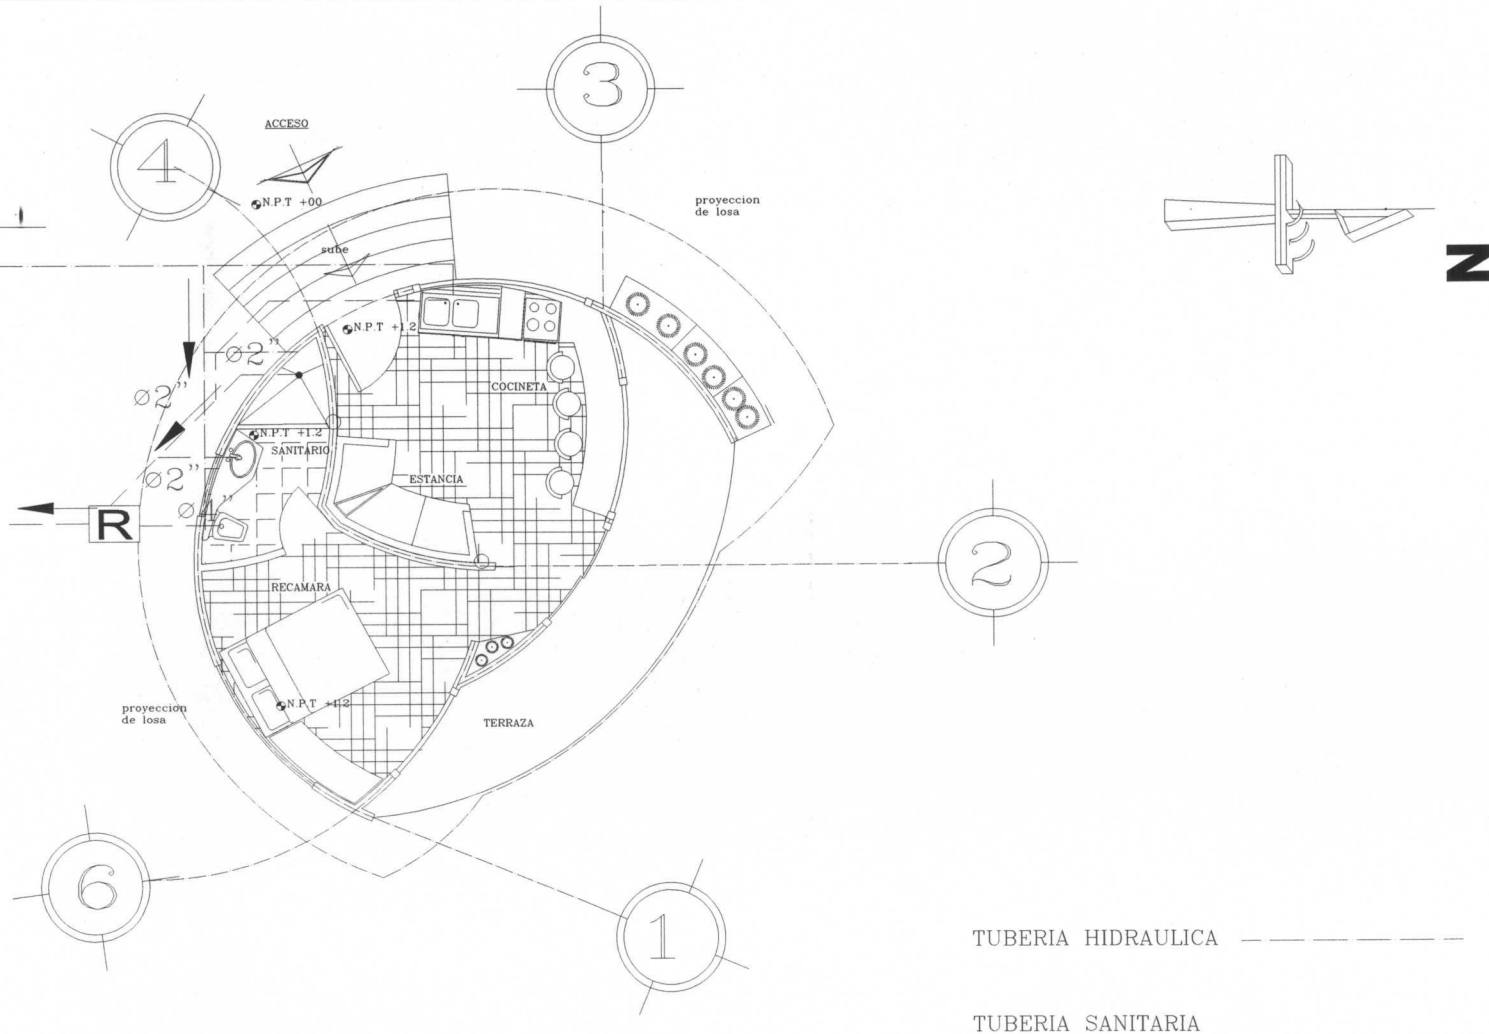 3
4
ACCESO
N.P.T +00
proyeccion
de losa
sube
N
N.P.T +1.2
ø2"
COCINETA
ø2"
N.P.T +1.2
SANITARIO
ESTANCIA
ø2"
ø4"
R
2
RECAMARA
N.P.T +1.2
proyeccion
de losa
TERRAZA
6
1
TUBERIA HIDRAULICA
TUBERIA SANITARIA